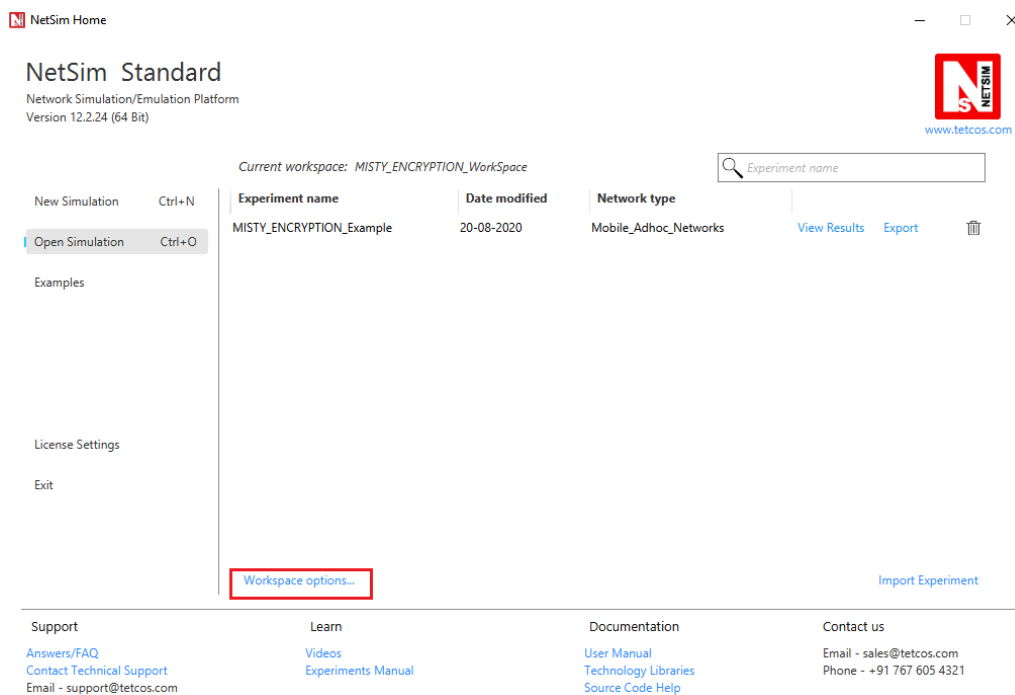 NetSim Home
NetSim Standard
Network Simulation/Emulation Platform
Version 12.2.24 (64 Bit)
N
S
NETSIM
www.tetcos.com
Current workspace: MISTY_ENCRYPTION_WorkSpace
Experiment name
New Simulation Ctrl+N
Open Simulation Ctrl+O
Examples
License Settings
Exit
Experiment name Date modified Network type
MISTY_ENCRYPTION_Example 20-08-2020 Mobile_Adhoc_Networks View Results Export
Workspace options...
Import Experiment
Support
Answers/FAQ
Contact Technical Support
Email - support@tetcos.com
Learn
Videos
Experiments Manual
Documentation
User Manual
Technology Libraries
Source Code Help
Contact us
Email - sales@tetcos.com
Phone - +91 767 605 4321